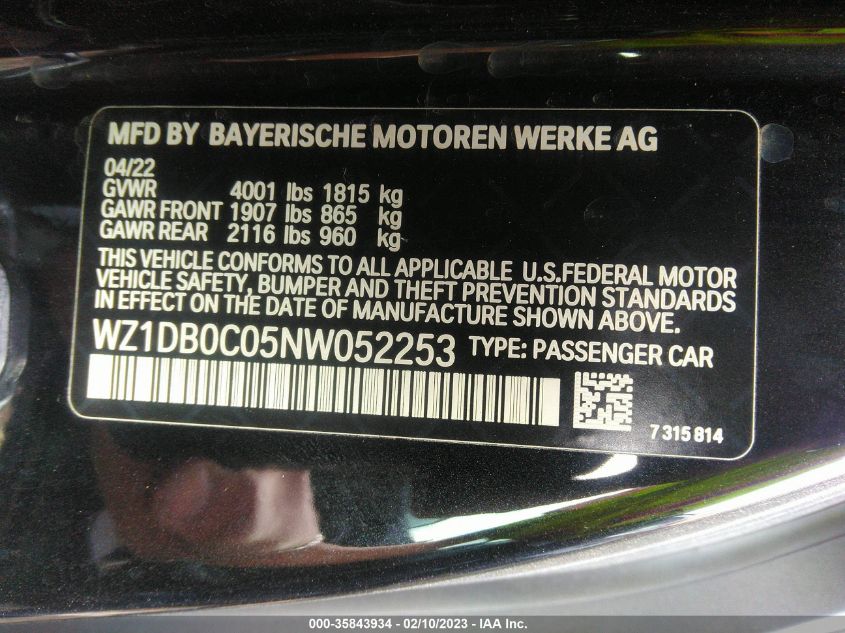 MFD BY BAYERISCHE MOTOREN WERKE AG
04/22
GVWR 4001 lbs 1815 kg
GAWR FRONT 1907 lbs 865 kg
GAWR REAR 2116 lbs 960 kg
THIS VEHICLE CONFORMS TO ALL APPLICABLE U.S.FEDERAL MOTOR
VEHICLE SAFETY, BUMPER AND THEFT PREVENTION STANDARDS
IN EFFECT ON THE DATE OF MANUFACTURE SHOWN ABOVE.
WZ1DB0C05NW052253 TYPE: PASSENGER CAR
7 315 814
000-35843934 - 02/10/2023 - IAA Inc.